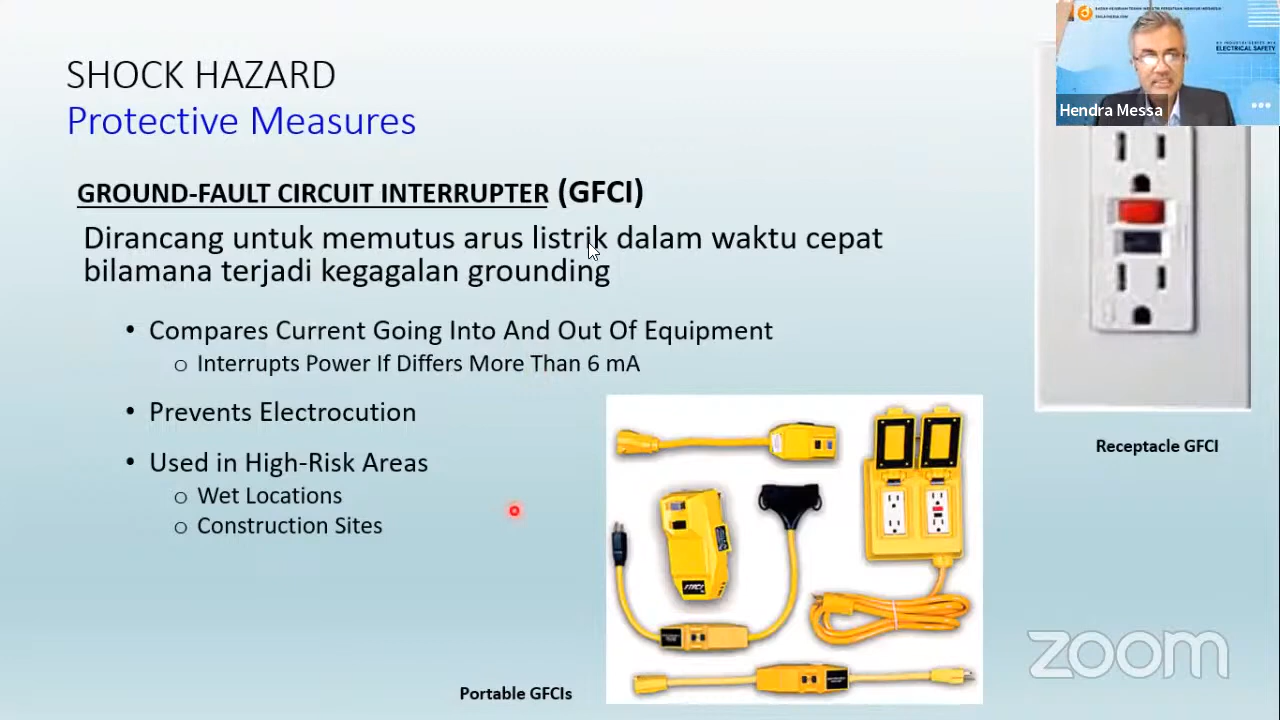 SHOCK HAZARD
Protective Measures
GROUND-FAULT CIRCUIT INTERRUPTER (GFCI)
Dirancang untuk memutus arus listrik dalam waktu cepat
bilamana terjadi kegagalan grounding
• Compares Current Going Into And Out Of Equipment
o Interrupts Power If Differs More Than 6 mA
• Prevents Electrocution
• Used in High-Risk Areas
o Wet Locations
o Construction Sites
Portable GFCIs
Receptacle GFCI
ELECTRICAL SAFETY
Hendra Messa
zoom